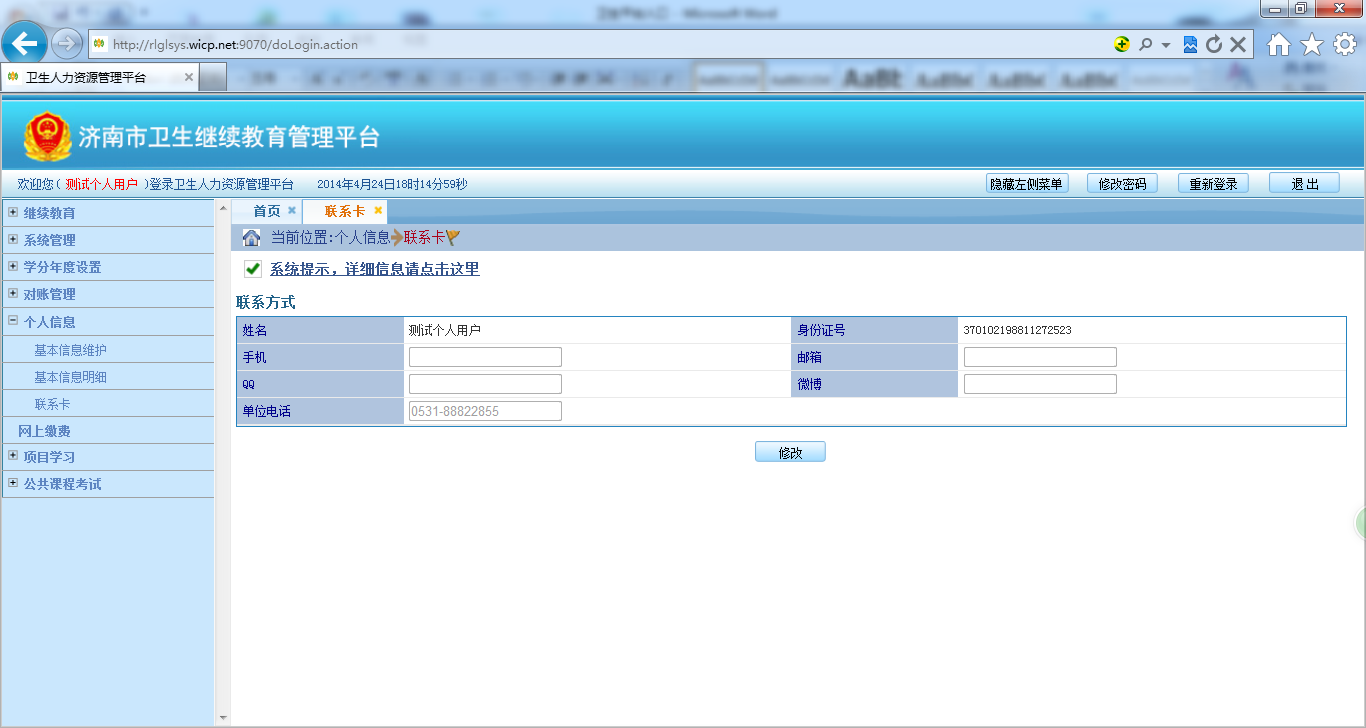 http://rlglsys.wicp.net:9070/doLogin.action
卫生人力资源管理平台
济南市卫生继续教育管理平台
欢迎您( 测试个人用户 )登录卫生人力资源管理平台 2014年4月24日18时14分59秒
隐藏左侧菜单 修改密码 重新登录 退 出
继续教育
系统管理
学分年度设置
对账管理
个人信息
基本信息维护
基本信息明细
联系卡
网上缴费
项目学习
公共课程考试
首页 联系卡
当前位置:个人信息 联系卡
系统提示，详细信息请点击这里
联系方式
姓名 测试个人用户 身份证号 370102198811272523
手机 邮箱
QQ 微博
单位电话 0531-88822855
修改